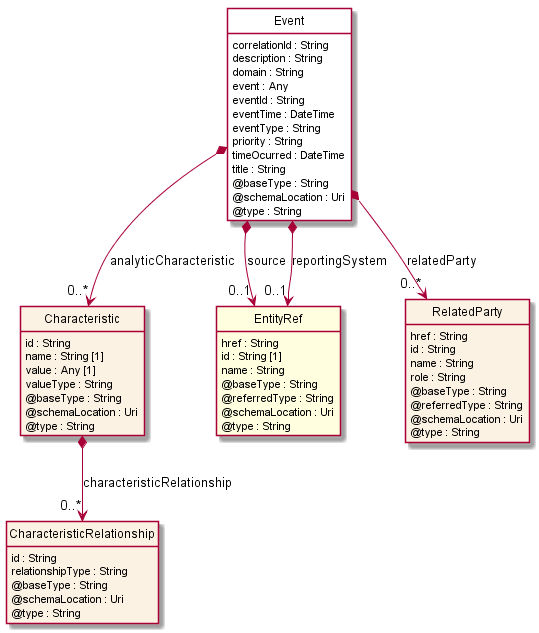 Event
correlationId : String
description : String
domain : String
event : Any
eventId : String
eventTime : DateTime
eventType : String
priority : String
timeOcurred : DateTime
title : String
@baseType : String
@schemaLocation : Uri
@type : String
analyticCharacteristic
source
reportingSystem
relatedParty
0..*
0..1
0..1
0..*
Characteristic
id : String
name : String [1]
value : Any [1]
valueType : String
@baseType : String
@schemaLocation : Uri
@type : String
EntityRef
href : String
id : String [1]
name : String
@baseType : String
@referredType : String
@schemaLocation : Uri
@type : String
RelatedParty
href : String
id : String
name : String
role : String
@baseType : String
@referredType : String
@schemaLocation : Uri
@type : String
characteristicRelationship
0..*
CharacteristicRelationship
id : String
relationshipType : String
@baseType : String
@schemaLocation : Uri
@type : String